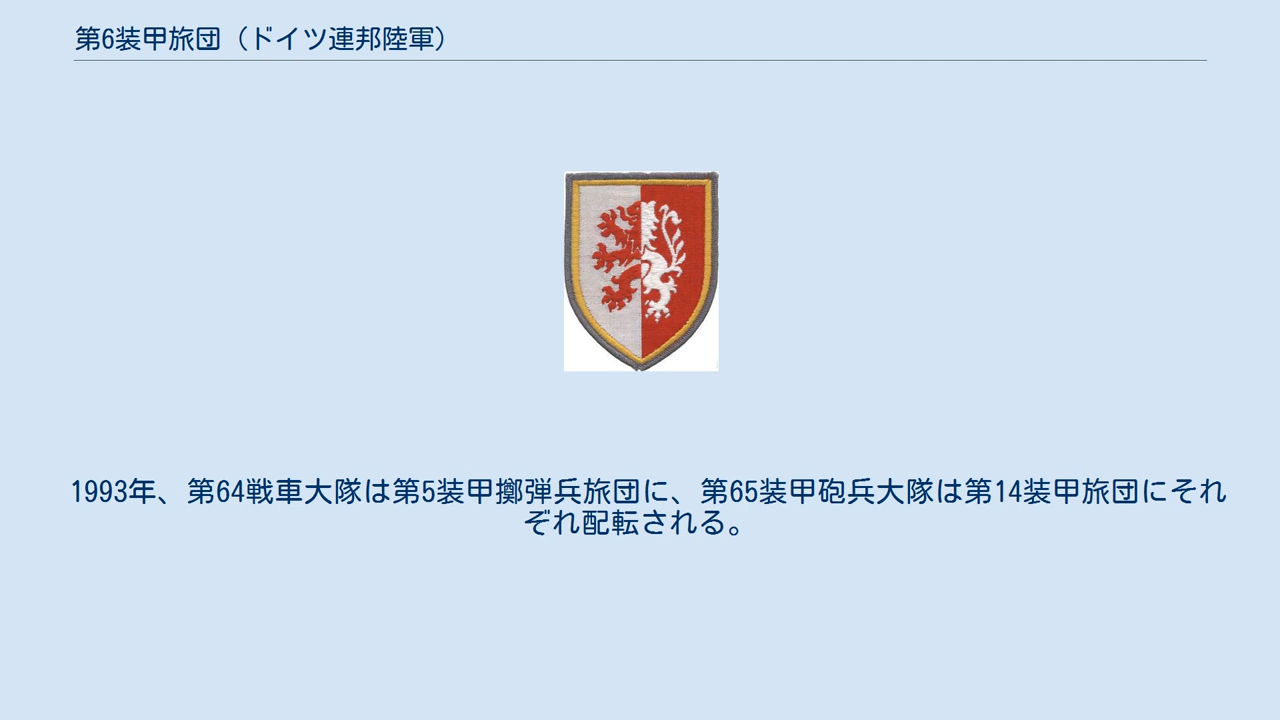 第6装甲旅団（ドイツ連邦陸軍）
1993年、第64戦車大隊は第5装甲擲弾兵旅団に、第65装甲砲兵大隊は第14装甲旅団にそれ
ぞれ配転される。